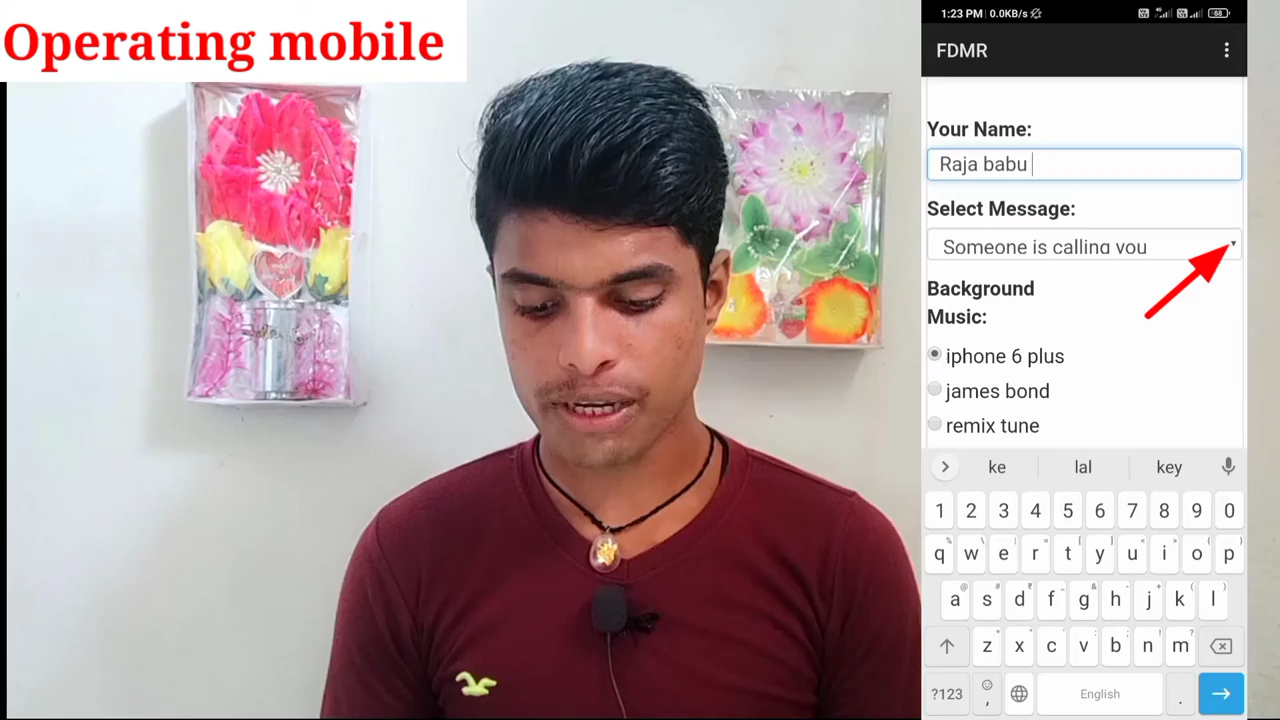 Operating mobile
1:23 PM | 0.0KB/s
68
FDMR
Your Name:
Raja babu
Select Message:
Someone is calling you
Background
Music:
iphone 6 plus
james bond
remix tune
ke lal key
1 2 3 4 5 6 7 8 9 0
q w e r t y u i o p
a s d f g h j k l
z x c v b n m
?123 , English .